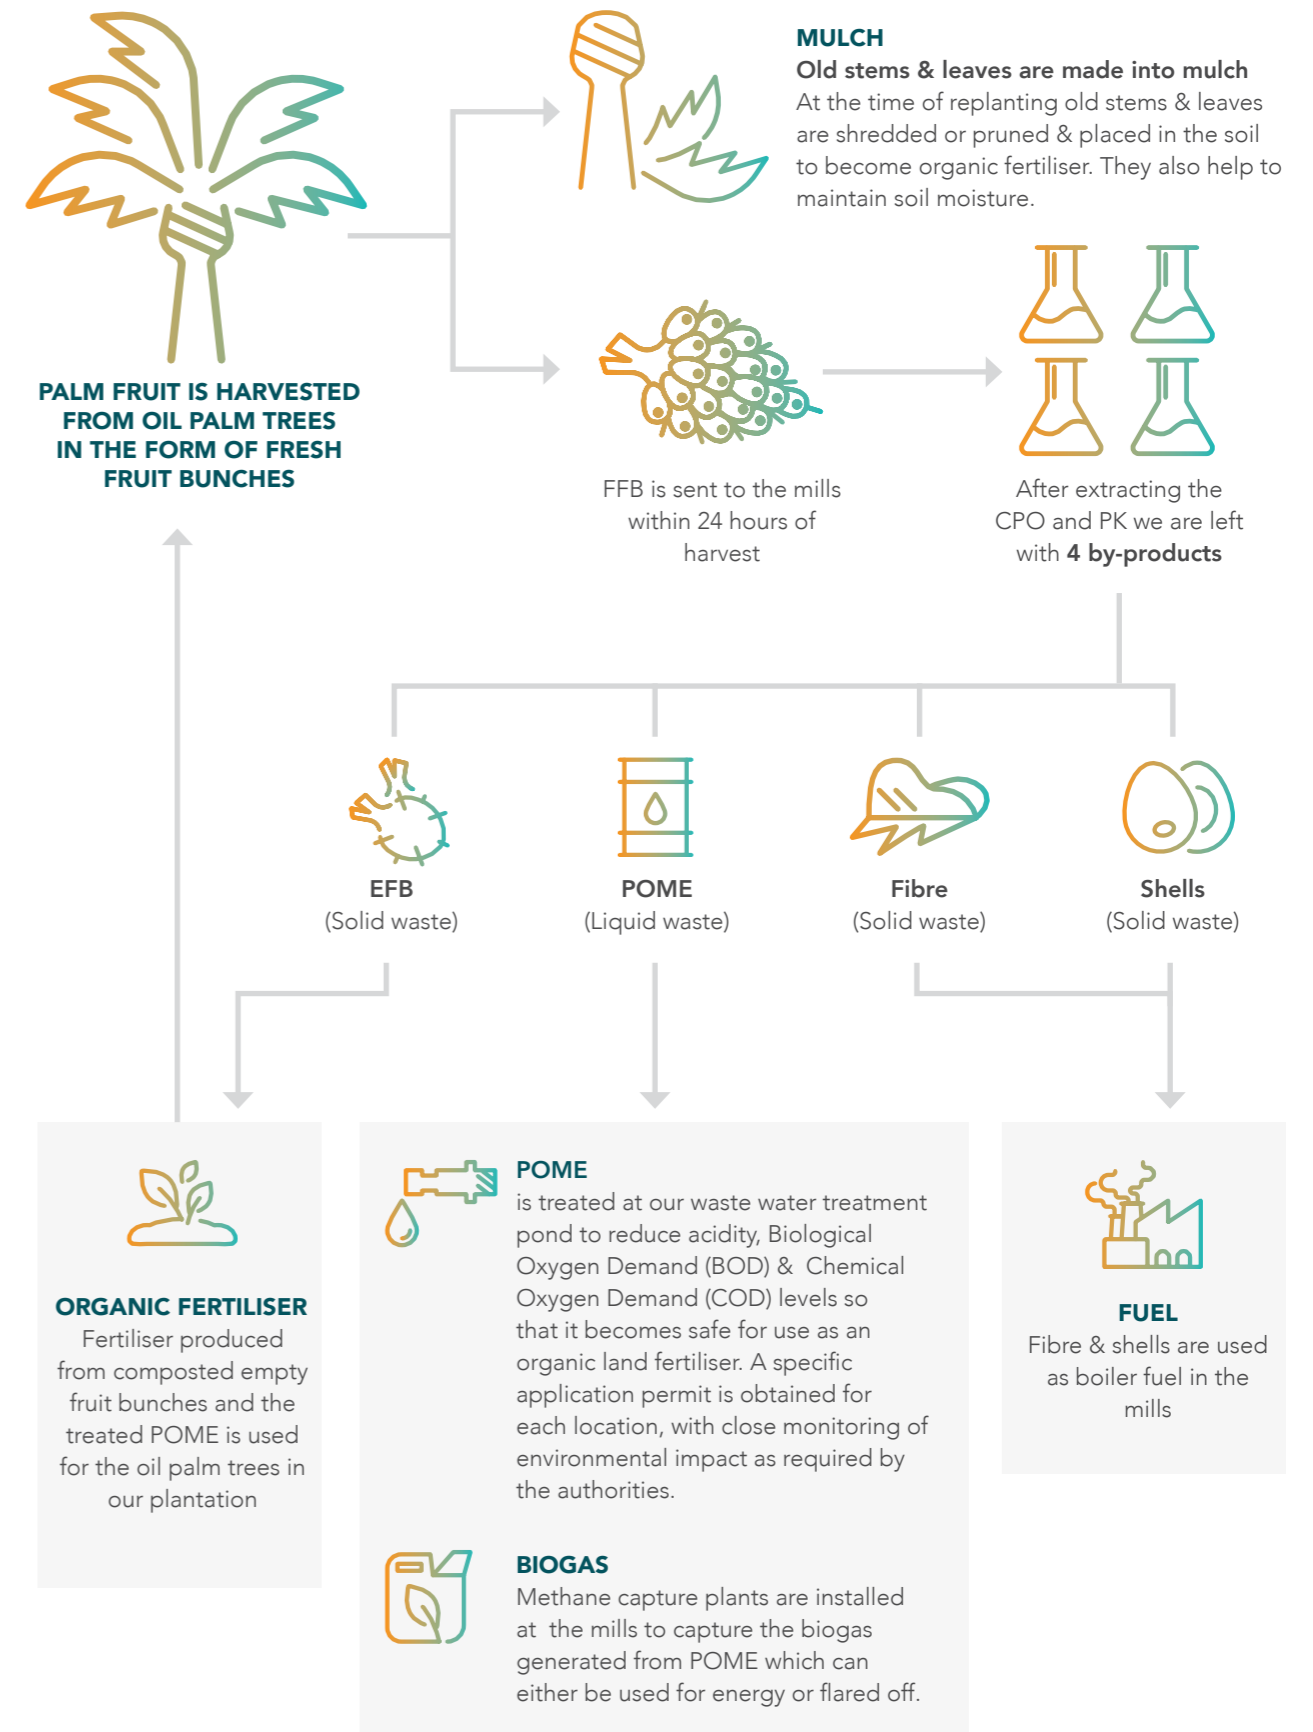 MULCH
Old stems & leaves are made into mulch
At the time of replanting old stems & leaves
are shredded or pruned & placed in the soil
to become organic fertiliser. They also help to
maintain soil moisture.
PALM FRUIT IS HARVESTED
FROM OIL PALM TREES
IN THE FORM OF FRESH
FRUIT BUNCHES
FFB is sent to the mills
within 24 hours of
harvest
After extracting the
CPO and PK we are left
with 4 by-products
EFB
(Solid waste)
POME
(Liquid waste)
Fibre
(Solid waste)
Shells
(Solid waste)
ORGANIC FERTILISER
Fertiliser produced
from composted empty
fruit bunches and the
treated POME is used
for the oil palm trees in
our plantation
POME
is treated at our waste water treatment
pond to reduce acidity, Biological
Oxygen Demand (BOD) & Chemical
Oxygen Demand (COD) levels so
that it becomes safe for use as an
organic land fertiliser. A specific
application permit is obtained for
each location, with close monitoring of
environmental impact as required by
the authorities.
BIOGAS
Methane capture plants are installed
at the mills to capture the biogas
generated from POME which can
either be used for energy or flared off.
FUEL
Fibre & shells are used
as boiler fuel in the
mills